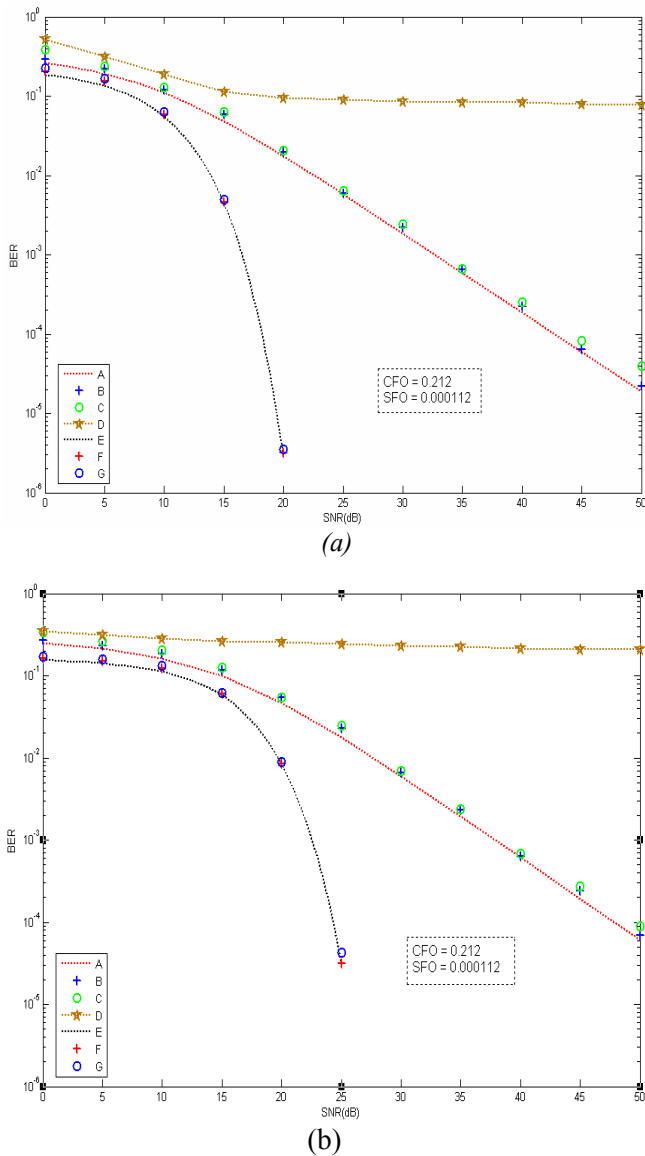 10^0
10^-1
10^-2
10^-3
10^-4
10^-5
10^-6
BER
A
B
C
D
E
F
G
CFO = 0.212
SFO = 0.000112
0 5 10 15 20 25 30 35 40 45 50
SNR(dB)
(a)
10^0
10^-1
10^-2
10^-3
10^-4
10^-5
10^-6
BER
A
B
C
D
E
F
G
CFO = 0.212
SFO = 0.000112
0 5 10 15 20 25 30 35 40 45 50
SNR(dB)
(b)